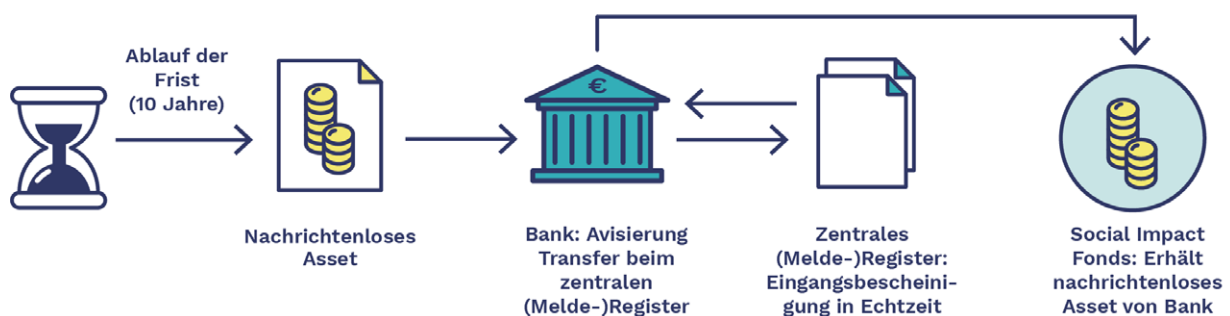 Ablauf der
Frist
(10 Jahre)
€
Nachrichtenloses
Asset
Bank: Avisierung
Transfer beim
zentralen
(Melde-)Register
Zentrales
(Melde-)Register:
Eingangsbescheini-
gung in Echtzeit
Social Impact
Fonds: Erhält
nachrichtenloses
Asset von Bank